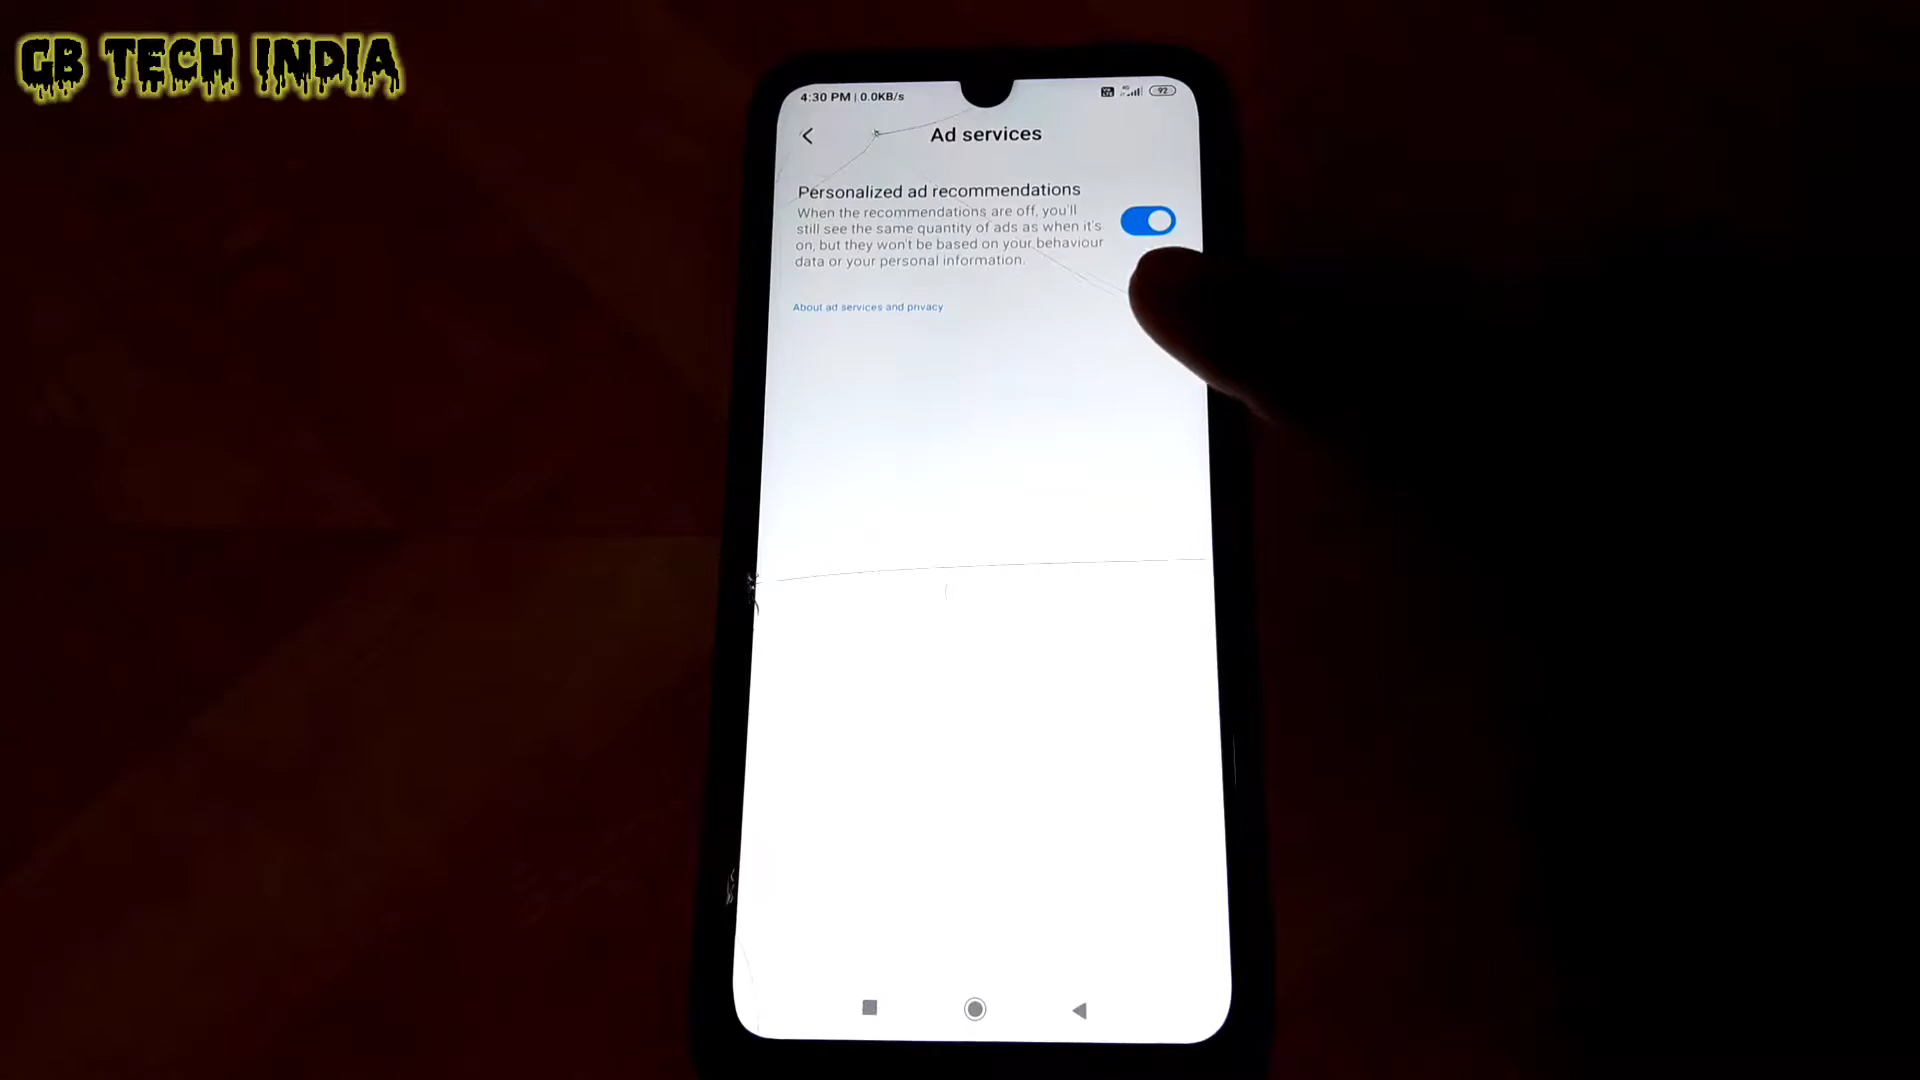 GB TECH INDIA
4:30 PM | 0.0KB/s
92
Ad services
Personalized ad recommendations
When the recommendations are off, you'll
still see the same quantity of ads as when it's
on, but they won't be based on your behaviour
data or your personal information.
About ad services and privacy